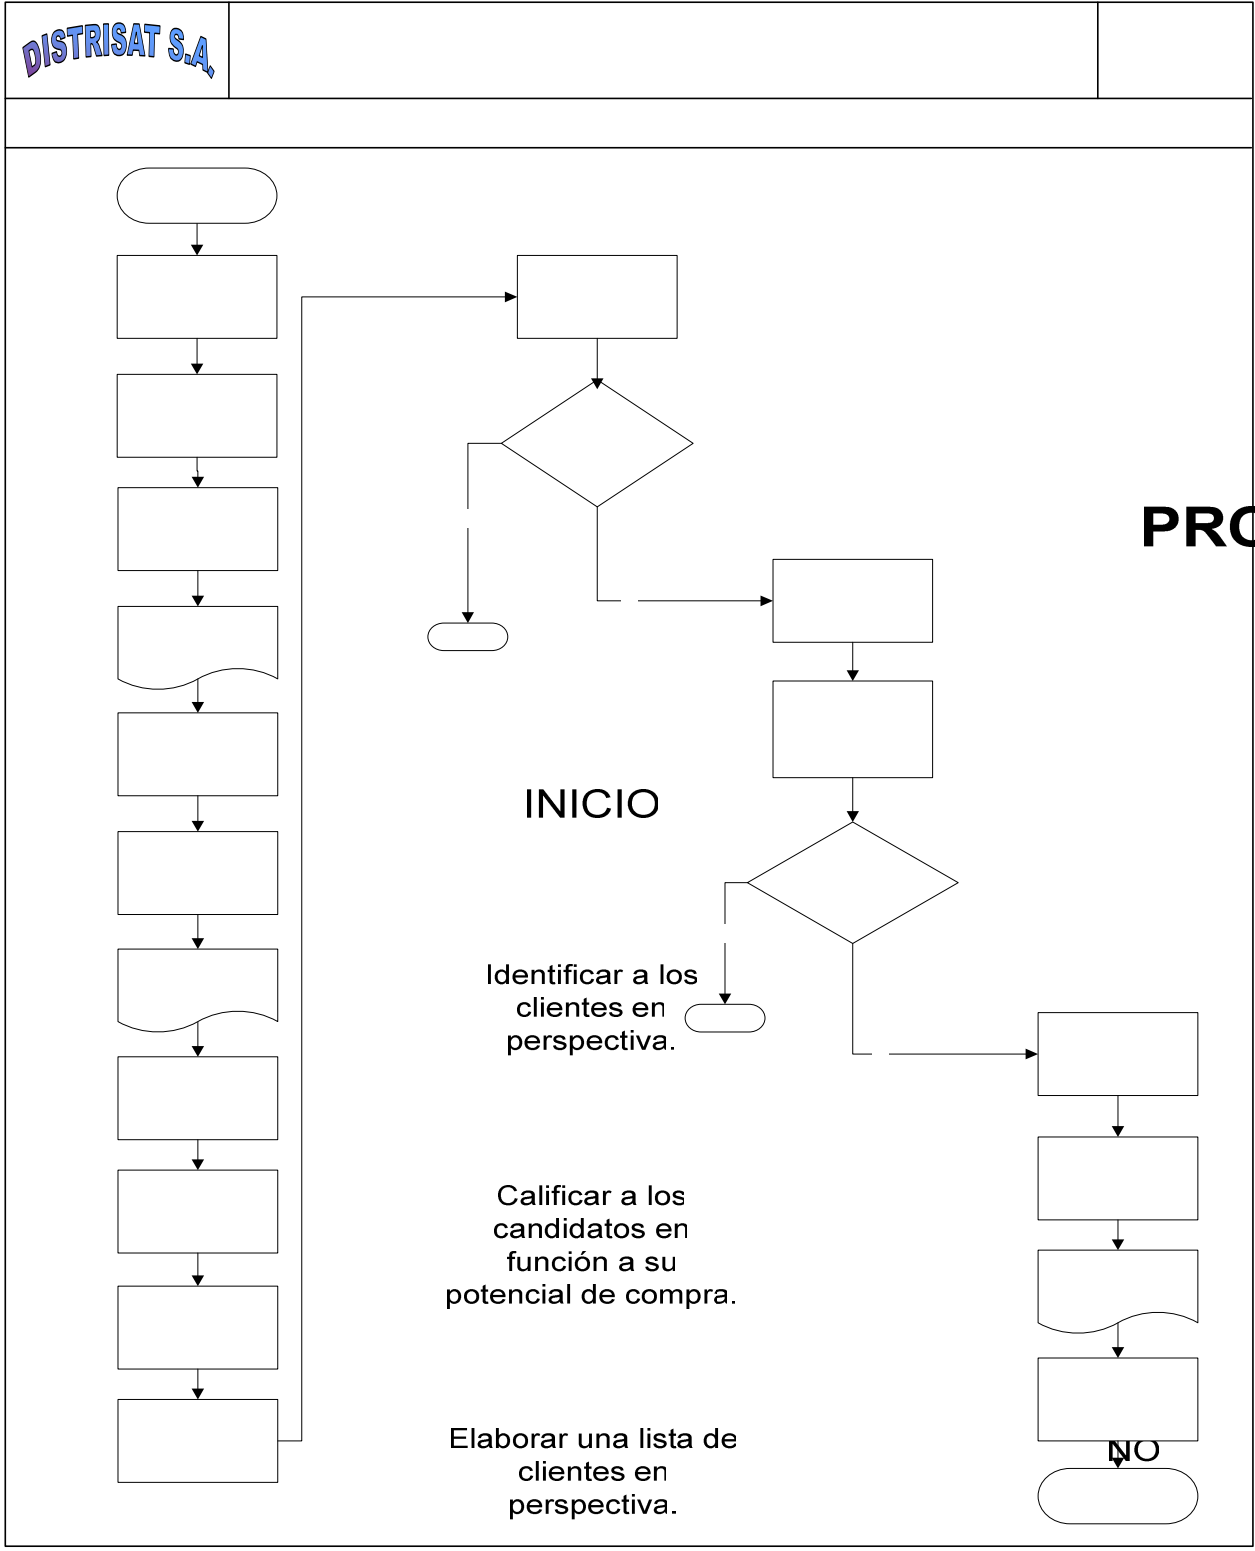 DISTRISAT S.A.
INICIO
Identificar a los
clientes en
perspectiva.
Calificar a los
candidatos en
función a su
potencial de compra.
Elaborar una lista de
clientes en
perspectiva.
NO